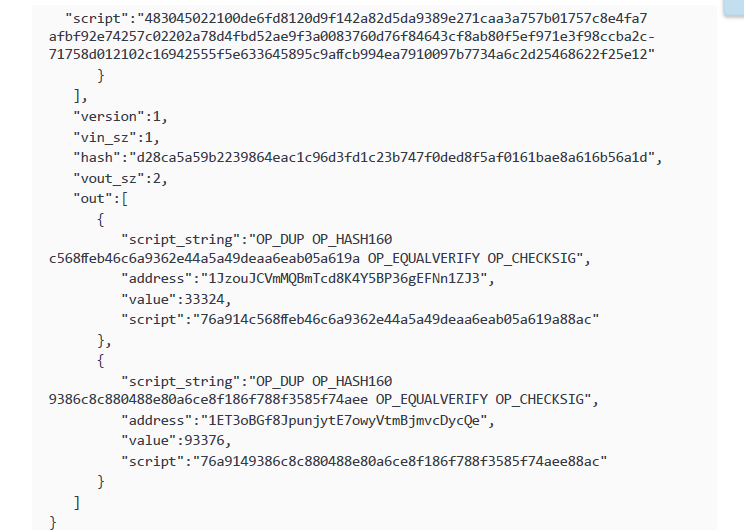 "script":"483045022100de6fd8120d9f142a82d5da9389e271caa3a757b01757c8e4fa7
afbf92e74257c02202a78d4fbd52ae9f3a0083760d76f84643cf8ab80f5ef971e3f98ccba2c-
71758d012102c16942555f5e633645895c9affcb994ea7910097b7734a6c2d25468622f25e12"
}
],
"version":1,
"vin_sz":1,
"hash":"d28ca5a59b2239864eac1c96d3fd1c23b747f0ded8f5af0161bae8a616b56a1d",
"vout_sz":2,
"out":[
{
"script_string":"OP_DUP OP_HASH160
c568ffeb46c6a9362e44a5a49deaa6eab05a619a OP_EQUALVERIFY OP_CHECKSIG",
"address":"1JzouJCVmMQBmTcd8K4Y5BP36gEFNn1ZJ3",
"value":33324,
"script":"76a914c568ffeb46c6a9362e44a5a49deaa6eab05a619a88ac"
},
{
"script_string":"OP_DUP OP_HASH160
9386c8c880488e80a6ce8f186f788f3585f74aee OP_EQUALVERIFY OP_CHECKSIG",
"address":"1ET3oBGf8JpunjytE7owyVtmBjmvcDycQe",
"value":93376,
"script":"76a9149386c8c880488e80a6ce8f186f788f3585f74aee88ac"
}
]
}